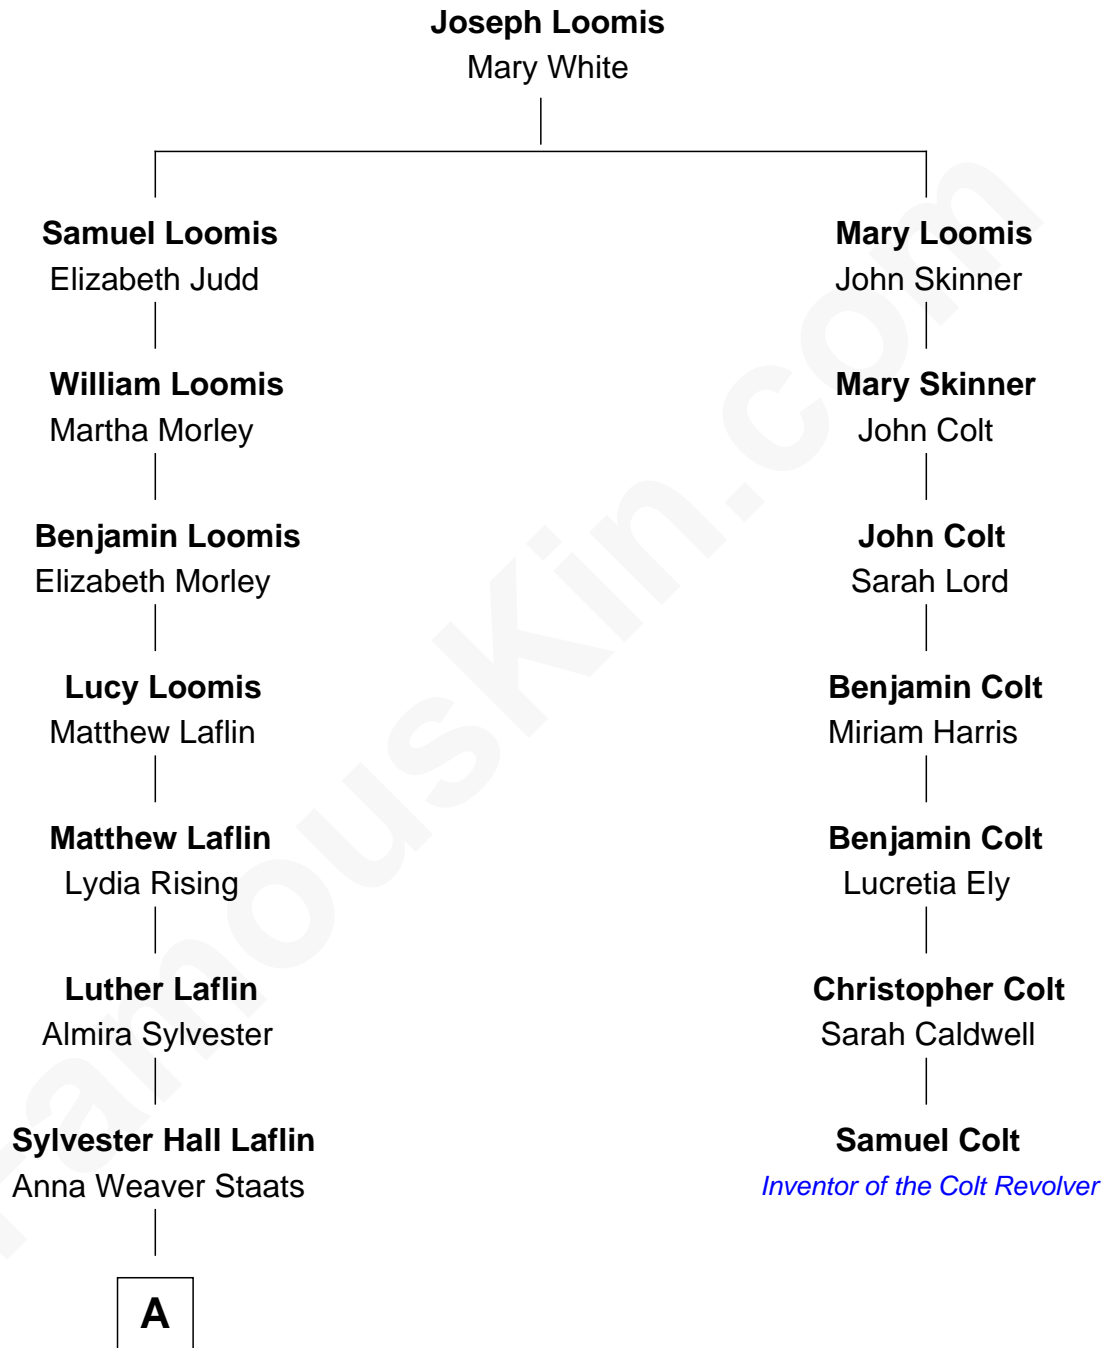 Joseph Loomis
Mary White
Samuel Loomis
Elizabeth Judd
Mary Loomis
John Skinner
William Loomis
Martha Morley
Mary Skinner
John Colt
Benjamin Loomis
Elizabeth Morley
John Colt
Sarah Lord
Lucy Loomis
Matthew Laflin
Benjamin Colt
Miriam Harris
Matthew Laflin
Lydia Rising
Benjamin Colt
Lucretia Ely
Luther Laflin
Almira Sylvester
Christopher Colt
Sarah Caldwell
Sylvester Hall Laflin
Anna Weaver Staats
Samuel Colt
Inventor of the Colt Revolver
A
FamousKin.com